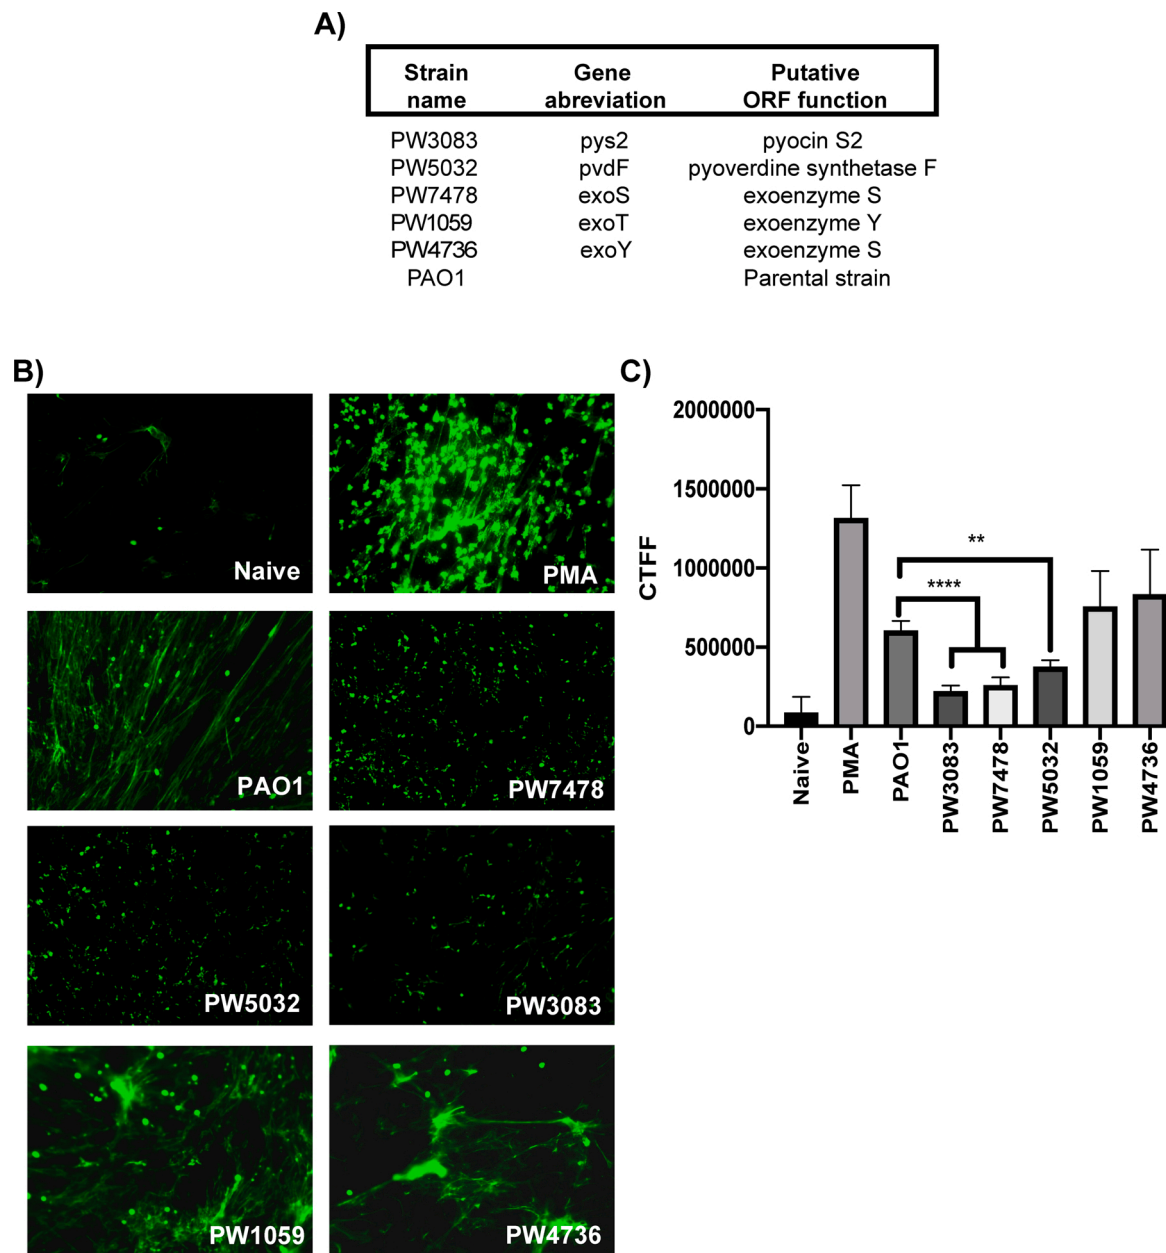 A)
Strain name Gene abreviation Putative ORF function
PW3083 pys2 pyocin S2
PW5032 pvdF pyoverdine synthetase F
PW7478 exoS exoenzyme S
PW1059 exoT exoenzyme Y
PW4736 exoY exoenzyme S
PAO1 Parental strain
B)
Naive
PMA
PAO1
PW7478
PW5032
PW3083
PW1059
PW4736
C)
CTFF
2000000
1500000
1000000
500000
0
**
****
Naive
PMA
PAO1
PW3083
PW7478
PW5032
PW1059
PW4736